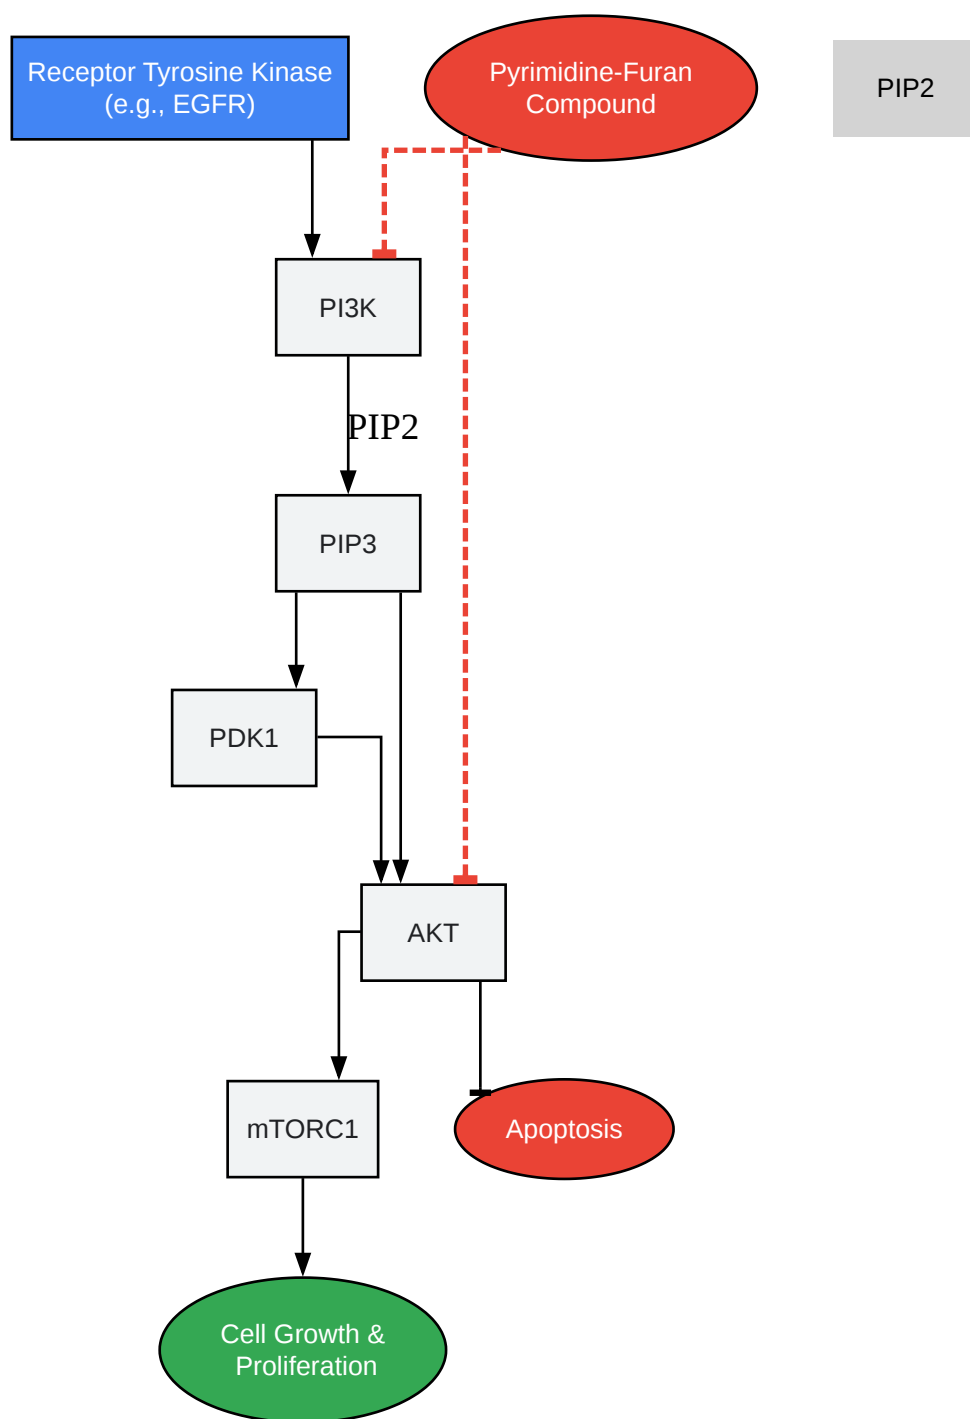 Receptor Tyrosine Kinase
(e.g., EGFR)
Pyrimidine-Furan
Compound
PIP2
PI3K
PIP2
PIP3
PDK1
AKT
mTORC1
Apoptosis
Cell Growth &
Proliferation